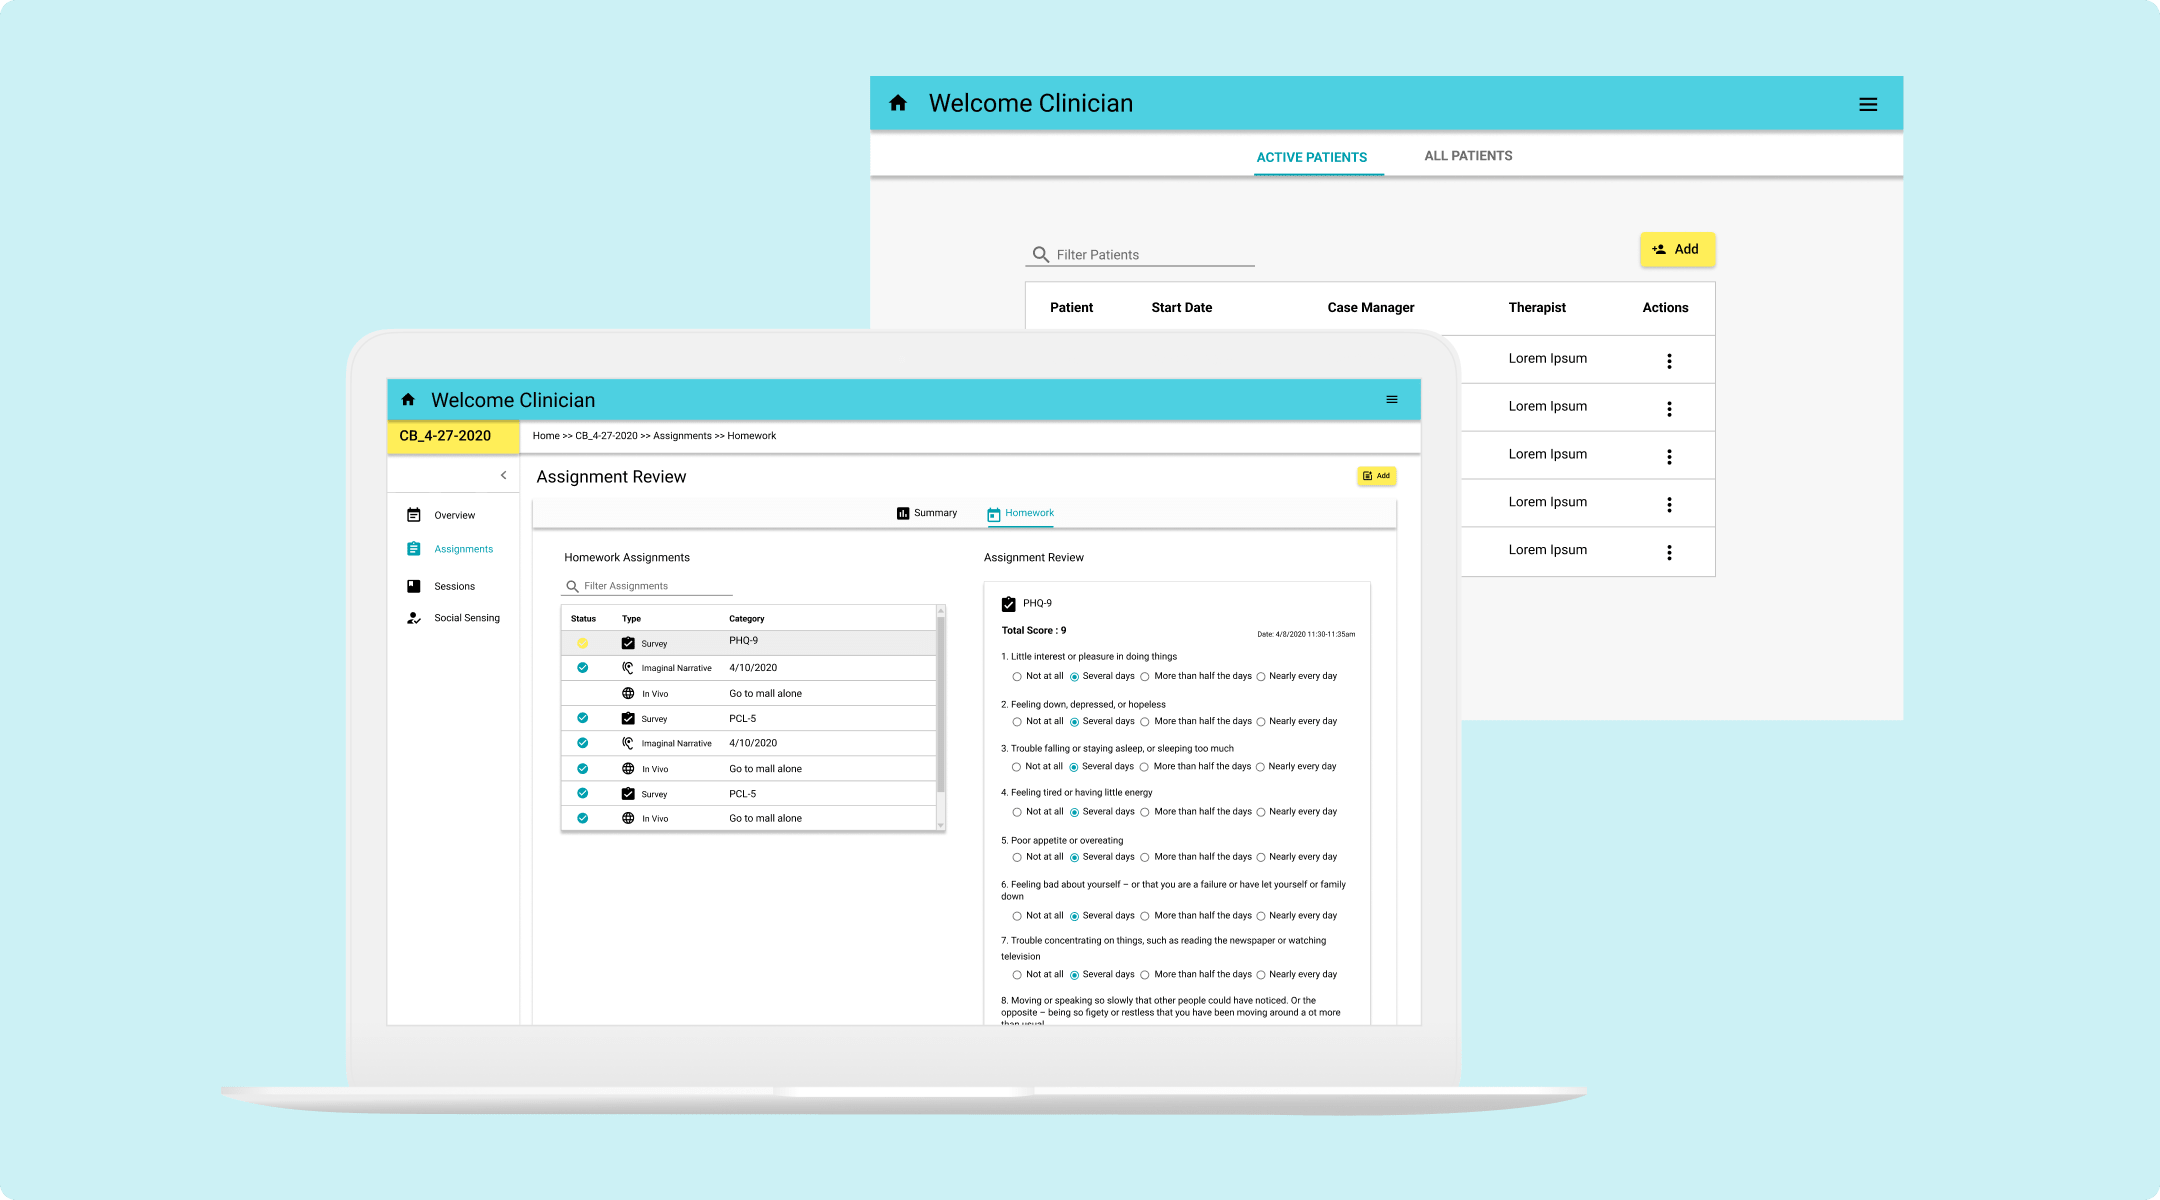 Welcome Clinician
ACTIVE PATIENTS
ALL PATIENTS
Filter Patients
Add
Patient Start Date Case Manager Therapist Actions
Lorem Ipsum
Lorem Ipsum
Lorem Ipsum
Lorem Ipsum
Lorem Ipsum
Welcome Clinician
CB_4-27-2020
Home >> CB_4-27-2020 >> Assignments >> Homework
<
Overview
Assignments
Sessions
Social Sensing
Assignment Review
Add
Summary
Homework
Homework Assignments
Filter Assignments
Status Type Category
Survey PHQ-9
Imaginal Narrative 4/10/2020
In Vivo Go to mall alone
Survey PCL-5
Imaginal Narrative 4/10/2020
In Vivo Go to mall alone
Survey PCL-5
In Vivo Go to mall alone
Assignment Review
PHQ-9
Total Score : 9
Date: 4/8/2020 11:30-11:35am
1. Little interest or pleasure in doing things
Not at all Several days More than half the days Nearly every day
2. Feeling down, depressed, or hopeless
Not at all Several days More than half the days Nearly every day
3. Trouble falling or staying asleep, or sleeping too much
Not at all Several days More than half the days Nearly every day
4. Feeling tired or having little energy
Not at all Several days More than half the days Nearly every day
5. Poor appetite or overeating
Not at all Several days More than half the days Nearly every day
6. Feeling bad about yourself – or that you are a failure or have let yourself or family
down
Not at all Several days More than half the days Nearly every day
7. Trouble concentrating on things, such as reading the newspaper or watching
television
Not at all Several days More than half the days Nearly every day
8. Moving or speaking so slowly that other people could have noticed. Or the
opposite – being so figety or restless that you have been moving around a ot more
than usual